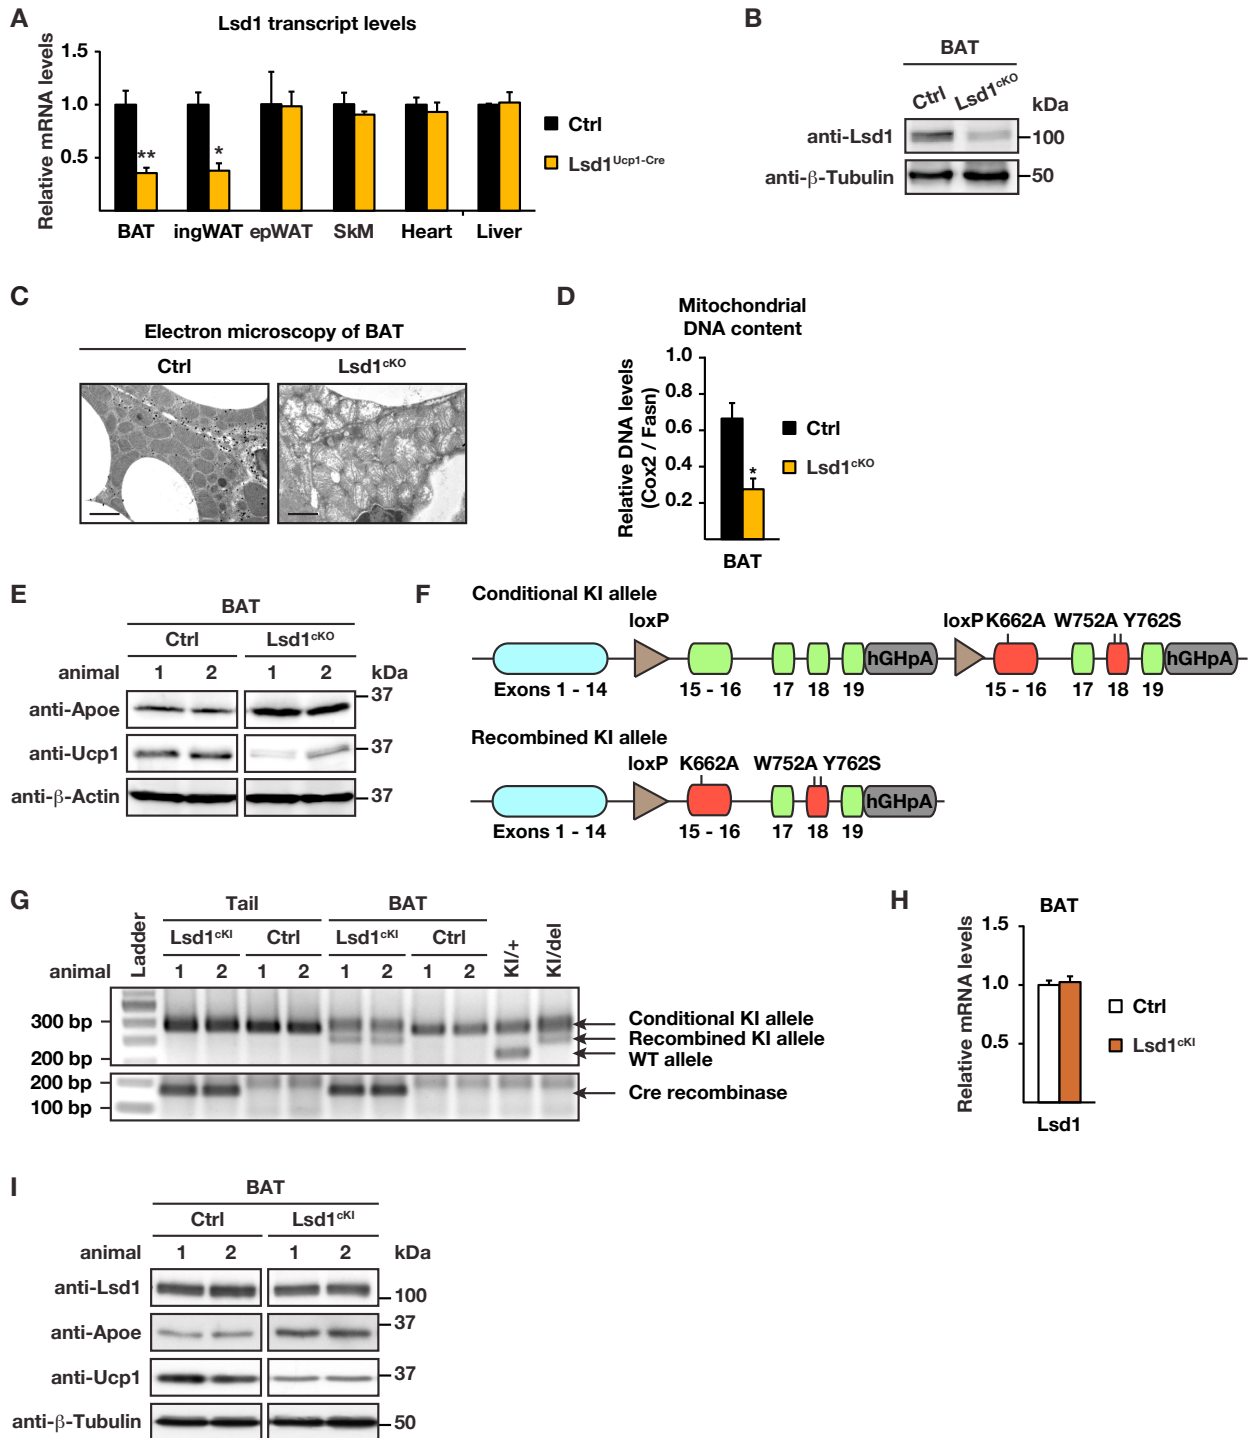 A
Lsd1 transcript levels
Relative mRNA levels
1.5
1.0
0.5
** *
Ctrl
Lsd1Ucp1-Cre
BAT ingWAT epWAT SkM Heart Liver
B
BAT
Ctrl Lsd1cKO
kDa
anti-Lsd1 100
anti-β-Tubulin 50
C
Electron microscopy of BAT
Ctrl Lsd1cKO
D
Mitochondrial
DNA content
Relative DNA levels
(Cox2 / Fasn)
1.0
0.8
0.6
0.4
0.2
*
Ctrl
Lsd1cKO
BAT
E
BAT
Ctrl Lsd1cKO
animal 1 2 1 2 kDa
anti-Apoe 37
anti-Ucp1 37
anti-β-Actin 37
F
Conditional KI allele
loxP loxP K662A W752A Y762S
hGHpA hGHpA
Exons 1 - 14 15 - 16 17 18 19 15 - 16 17 18 19
Recombined KI allele
loxP K662A W752A Y762S
hGHpA
Exons 1 - 14 15 - 16 17 18 19
G
Ladder
Tail BAT
Lsd1cKI Ctrl Lsd1cKI Ctrl
KI/+
KI/del
animal 1 2 1 2 1 2 1 2
300 bp
200 bp
200 bp
100 bp
Conditional KI allele
Recombined KI allele
WT allele
Cre recombinase
H
BAT
Relative mRNA levels
1.5
1.0
0.5
Ctrl
Lsd1cKI
Lsd1
I
BAT
Ctrl Lsd1cKI
animal 1 2 1 2 kDa
anti-Lsd1 100
anti-Apoe 37
anti-Ucp1 37
anti-β-Tubulin 50